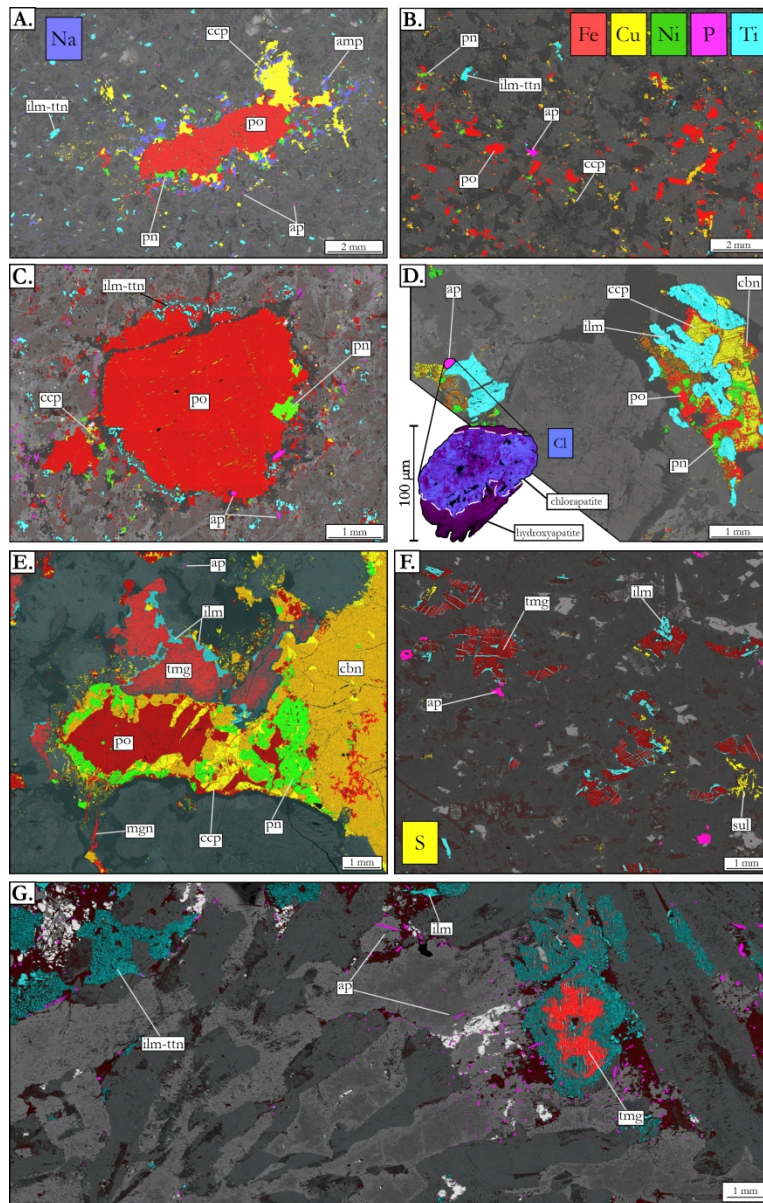 A.
Na
ccp
amp
ilm-ttn
po
pn
ap
2 mm
B.
Fe
Cu
Ni
P
Ti
pn
ilm-ttn
ap
po
ccp
2 mm
C.
ilm-ttn
pn
po
ccp
ap
1 mm
D.
ap
ccp
cbn
ilm
po
pn
Cl
100 µm
chlorapatite
hydroxyapatite
1 mm
E.
ap
ilm
tmg
cbn
po
mgn
ccp
pn
1 mm
F.
ilm
tmg
ap
sul
S
1 mm
G.
ilm
ap
ilm-ttn
tmg
1 mm